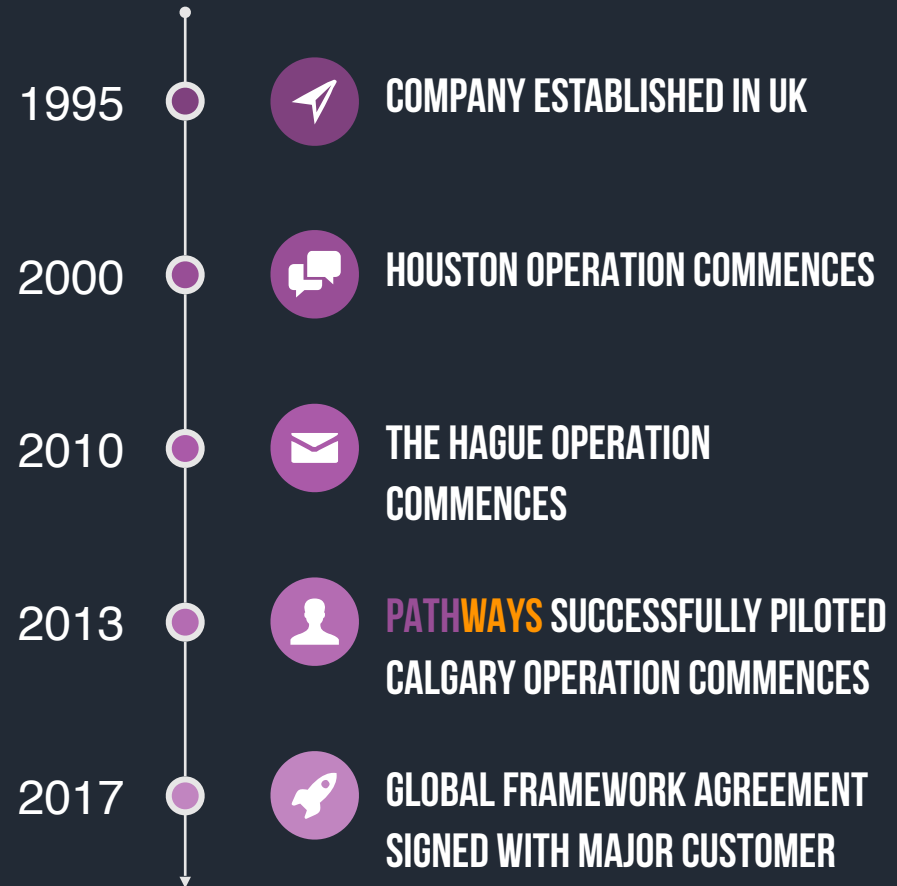 1995
COMPANY ESTABLISHED IN UK
2000
HOUSTON OPERATION COMMENCES
2010
THE HAGUE OPERATION
COMMENCES
2013
PATHWAYS SUCCESSFULLY PILOTED
CALGARY OPERATION COMMENCES
2017
GLOBAL FRAMEWORK AGREEMENT
SIGNED WITH MAJOR CUSTOMER